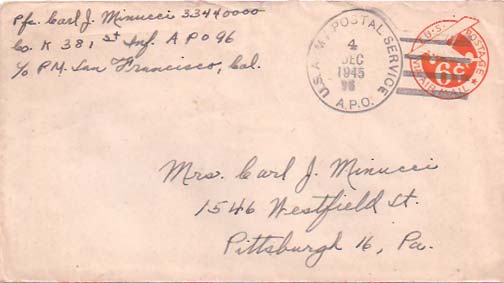 Pfc. Carl J. Minucci 33440000
Co. K 381st Inf. A P O 96
c/o P.M. San Francisco, Cal.
U.S. ARMY POSTAL SERVICE
4
DEC
1945
96
A.P.O.
U.S. POSTAGE
6¢
AIR MAIL
Mrs. Carl J. Minucci
1546 Westfield St.
Pittsburgh 16, Pa.